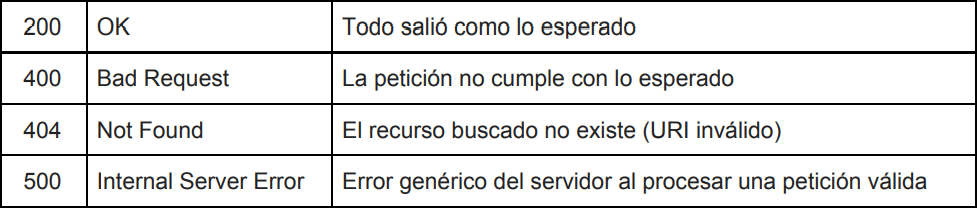 200 OK Todo salió como lo esperado
400 Bad Request La petición no cumple con lo esperado
404 Not Found El recurso buscado no existe (URI inválido)
500 Internal Server Error Error genérico del servidor al procesar una petición válida